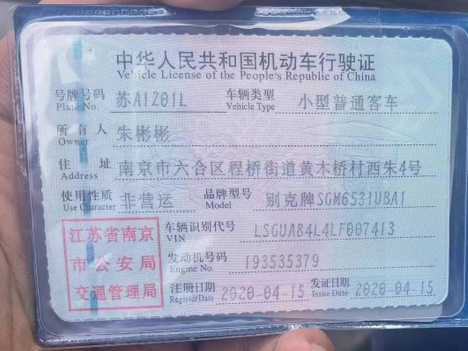 中华人民共和国机动车行驶证
Vehicle License of the People's Republic of China
号牌号码 苏A1Z01L 车辆类型 小型普通客车
Plate No. Vehicle Type
所有人 朱彬彬
Owner
住址 南京市六合区程桥街道黄木桥村西朱4号
Address
使用性质 非营运 品牌型号 别克牌SGM6531UBA1
Use Character Model
江苏省南京
市公安局
交通管理局
车辆识别代号 LSGUA84L4LF007413
VIN
发动机号码 193535379
Engine No.
注册日期 2020-04-15 发证日期 2020-04-15
Register Date Issue Date